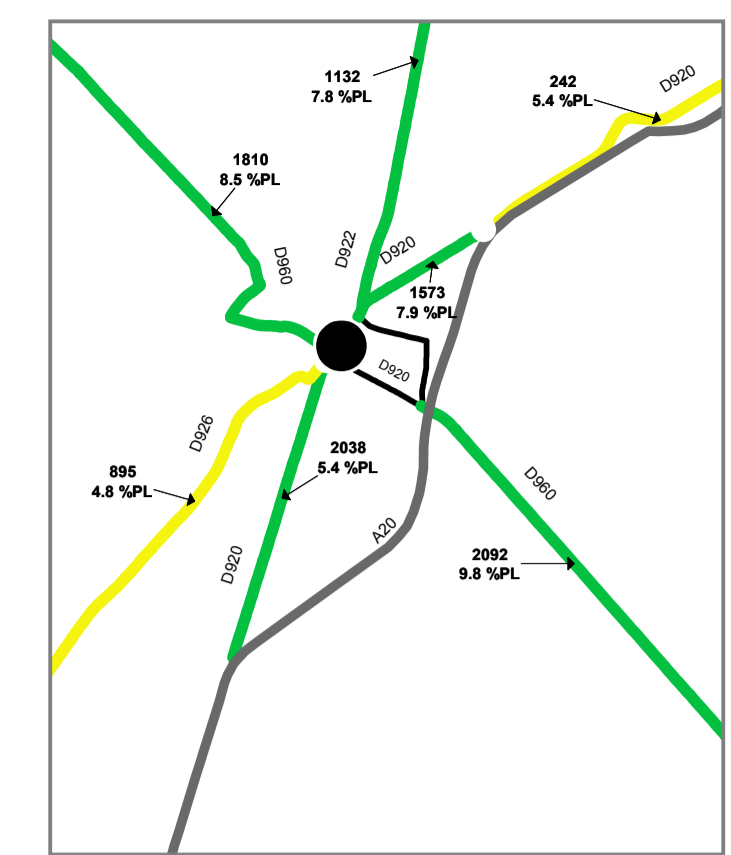 1132
7.8 %PL
242
5.4 %PL
D920
1810
8.5 %PL
D922
D920
D960
1573
7.9 %PL
D920
D926
2038
5.4 %PL
895
4.8 %PL
D960
A20
D920
2092
9.8 %PL